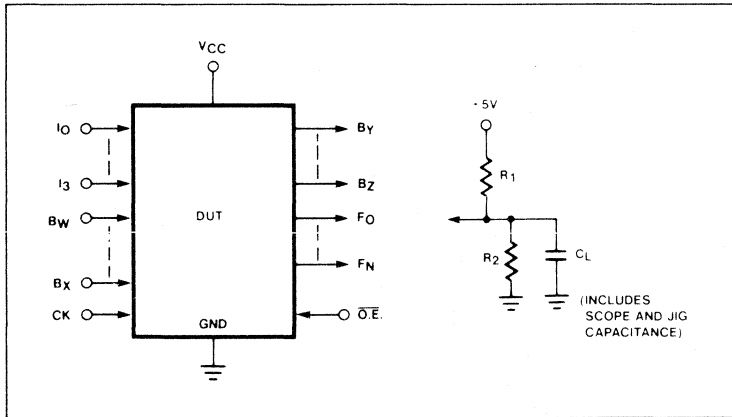 VCC
I0
I3
BW
BX
CK
DUT
GND
BY
BZ
F0
FN
O.E.
-5V
R1
R2
CL
(INCLUDES
SCOPE AND JIG
CAPACITANCE)